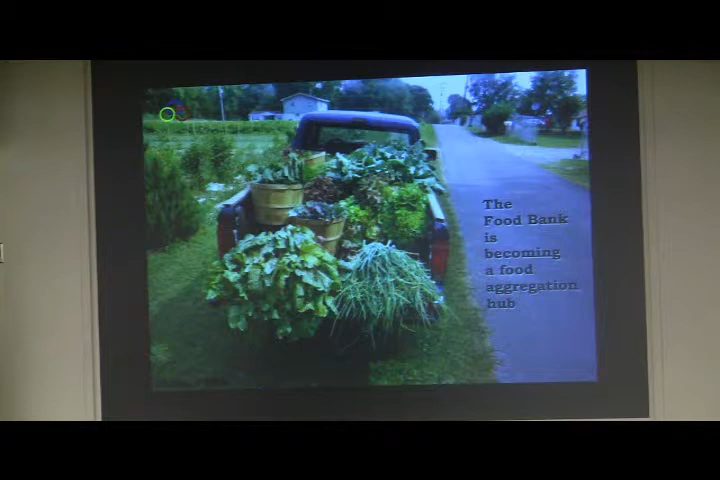 The
Food Bank
is
becoming
a food
aggregation
hub